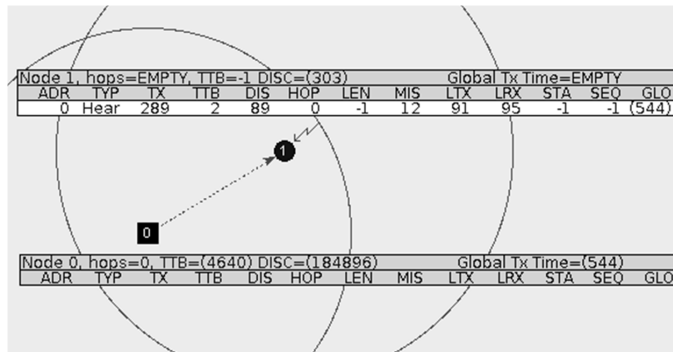 Node 1, hops=EMPTY, TTB=-1 DISC=(303) Global Tx Time=EMPTY
ADR TYP TX TTB DIS HOP LEN MIS LTX LRX STA SEQ GLO
0 Hear 289 2 89 0 -1 12 91 95 -1 -1 (544)
1
0
Node 0, hops=0, TTB=(4640) DISC=(184896) Global Tx Time=(544)
ADR TYP TX TTB DIS HOP LEN MIS LTX LRX STA SEQ GLO